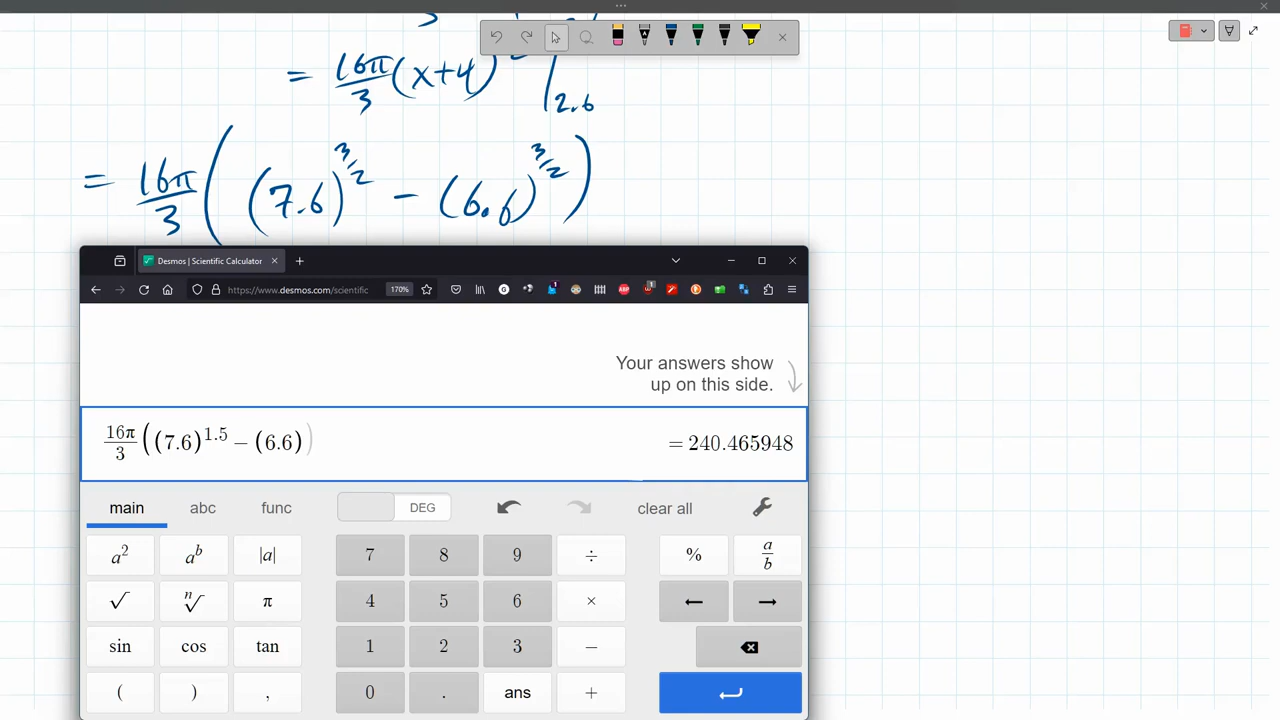 = 16π/3 (x+4) | 2.6
= 16π/3 ( (7.6)^3/2 − (6.6)^3/2 )
Desmos | Scientific Calculator
https://www.desmos.com/scientific 170%
Your answers show
up on this side.
16π/3 ((7.6)^1.5 − (6.6)) = 240.465948
main abc func DEG clear all
a^2 a^b |a| 7 8 9 ÷ % a/b
√ n√ π 4 5 6 × ← →
sin cos tan 1 2 3 −
( ) , 0 . ans +